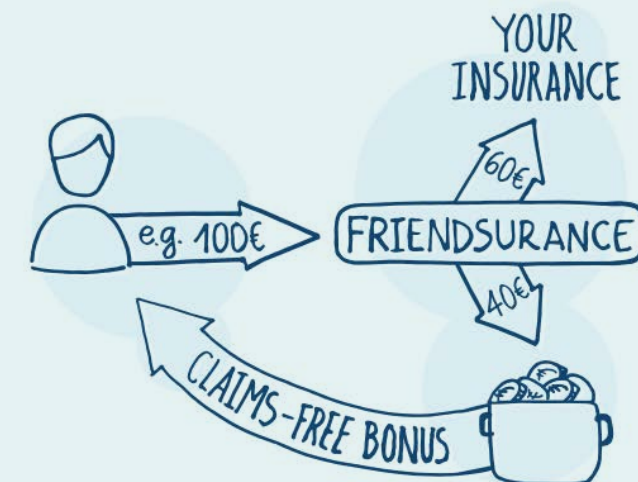 YOUR
INSURANCE
60€
e.g. 100€
FRIENDSURANCE
40€
CLAIMS-FREE BONUS